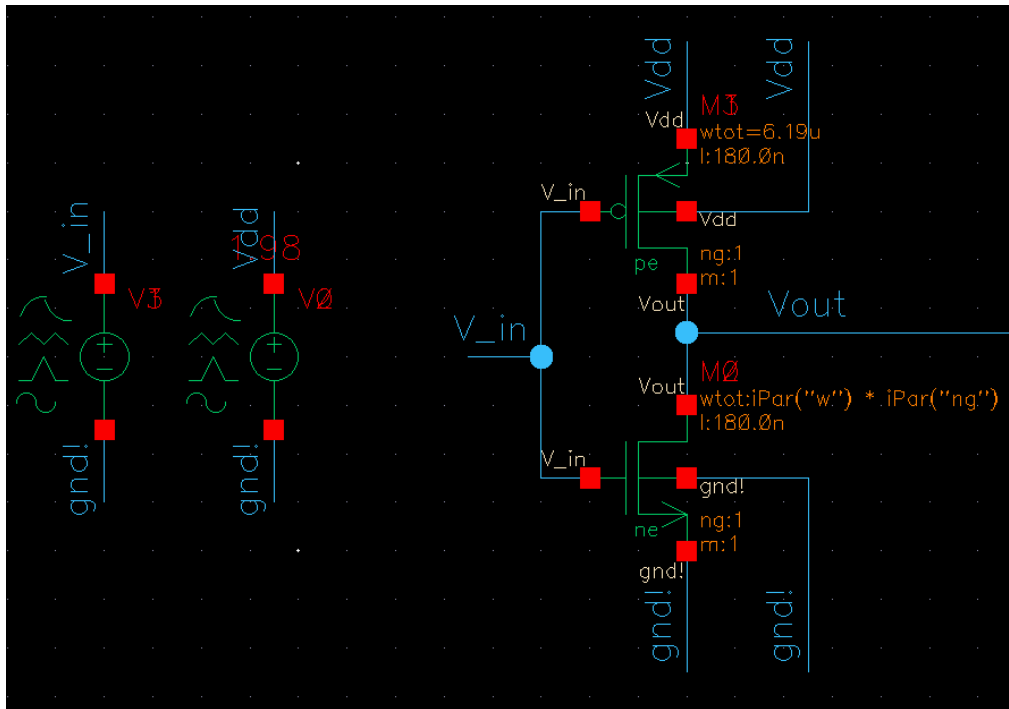 V_in
gnd!
V3
Vdd
198
gnd!
V0
V_in
V_in
V_in
Vdd
Vdd
Vdd
M3
wtot=6.19u
l:180.0n
Vdd
pe
ng:1
m:1
Vout
Vout
Vout
M0
wtot:iPar("w") * iPar("ng")
l:180.0n
gnd!
ne
ng:1
m:1
gnd!
gnd!
gnd!